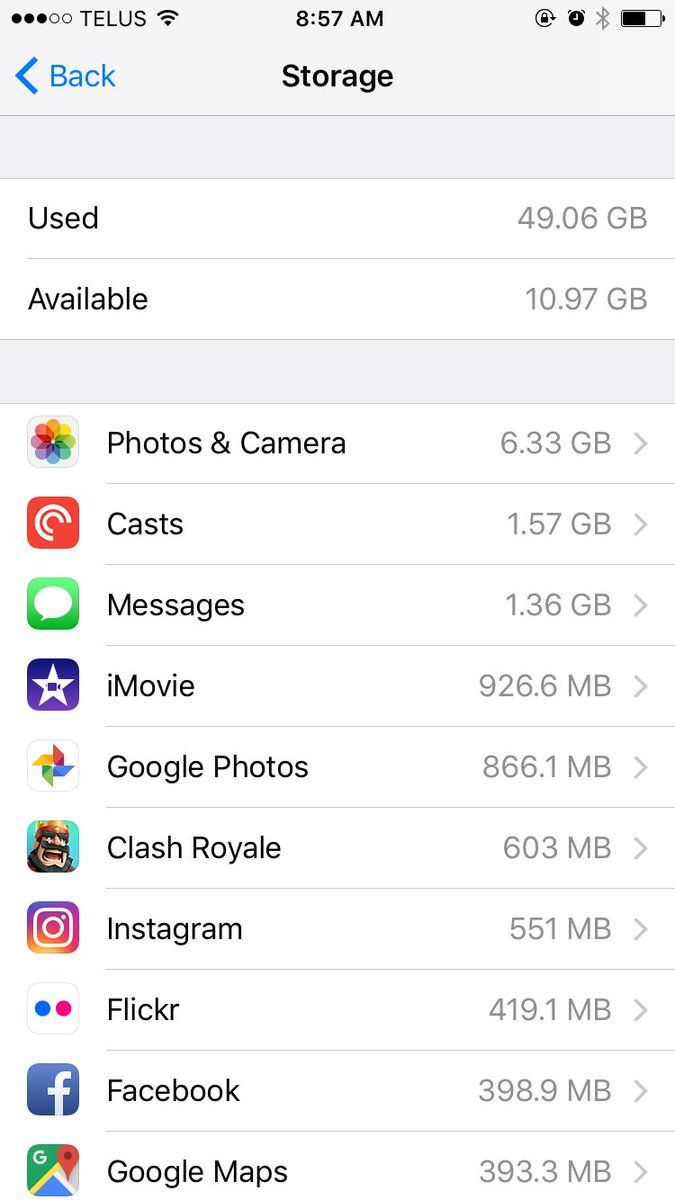 TELUS 8:57 AM
Back Storage
Used 49.06 GB
Available 10.97 GB
Photos & Camera 6.33 GB
Casts 1.57 GB
Messages 1.36 GB
iMovie 926.6 MB
Google Photos 866.1 MB
Clash Royale 603 MB
Instagram 551 MB
Flickr 419.1 MB
Facebook 398.9 MB
Google Maps 393.3 MB